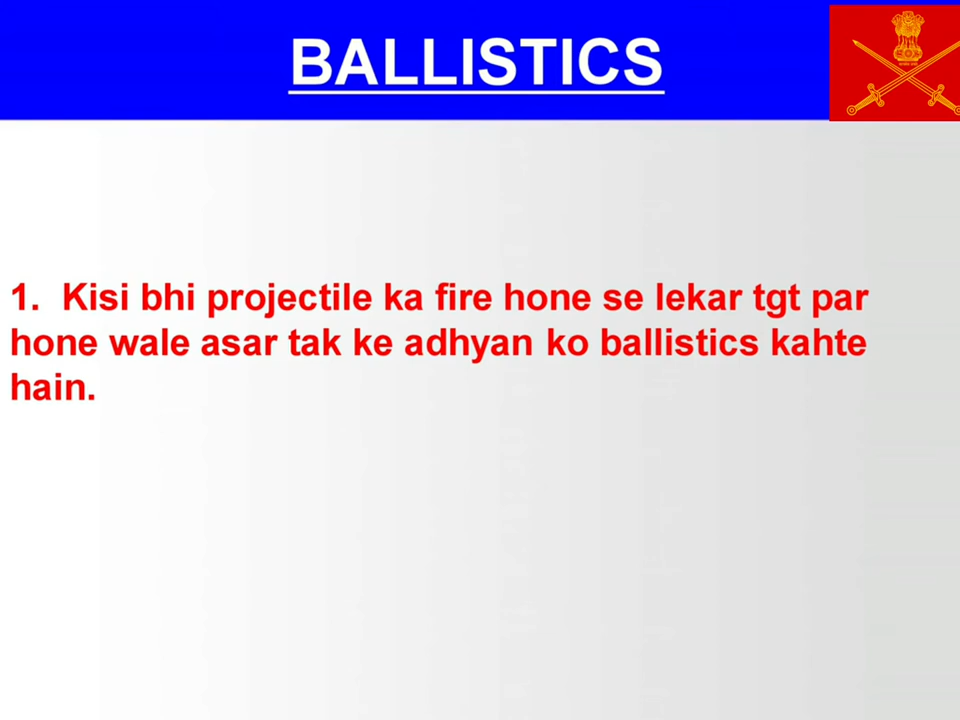 BALLISTICS
1. Kisi bhi projectile ka fire hone se lekar tgt par
hone wale asar tak ke adhyan ko ballistics kahte
hain.